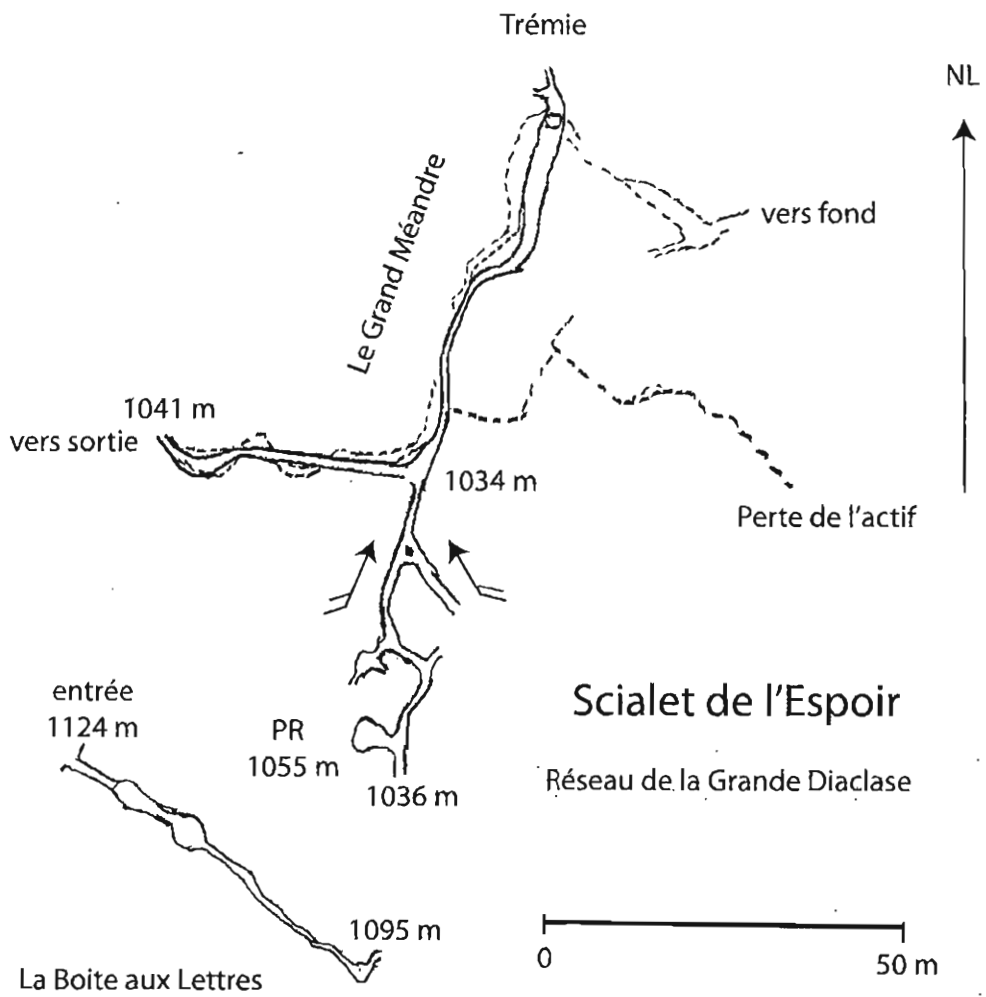 Trémie
NL
Le Grand Méandre
vers fond
1041 m
vers sortie
1034 m
Perte de l'actif
entrée
1124 m
PR
1055 m
1036 m
Scialet de l'Espoir
Réseau de la Grande Diaclase
1095 m
La Boite aux Lettres
0
50 m